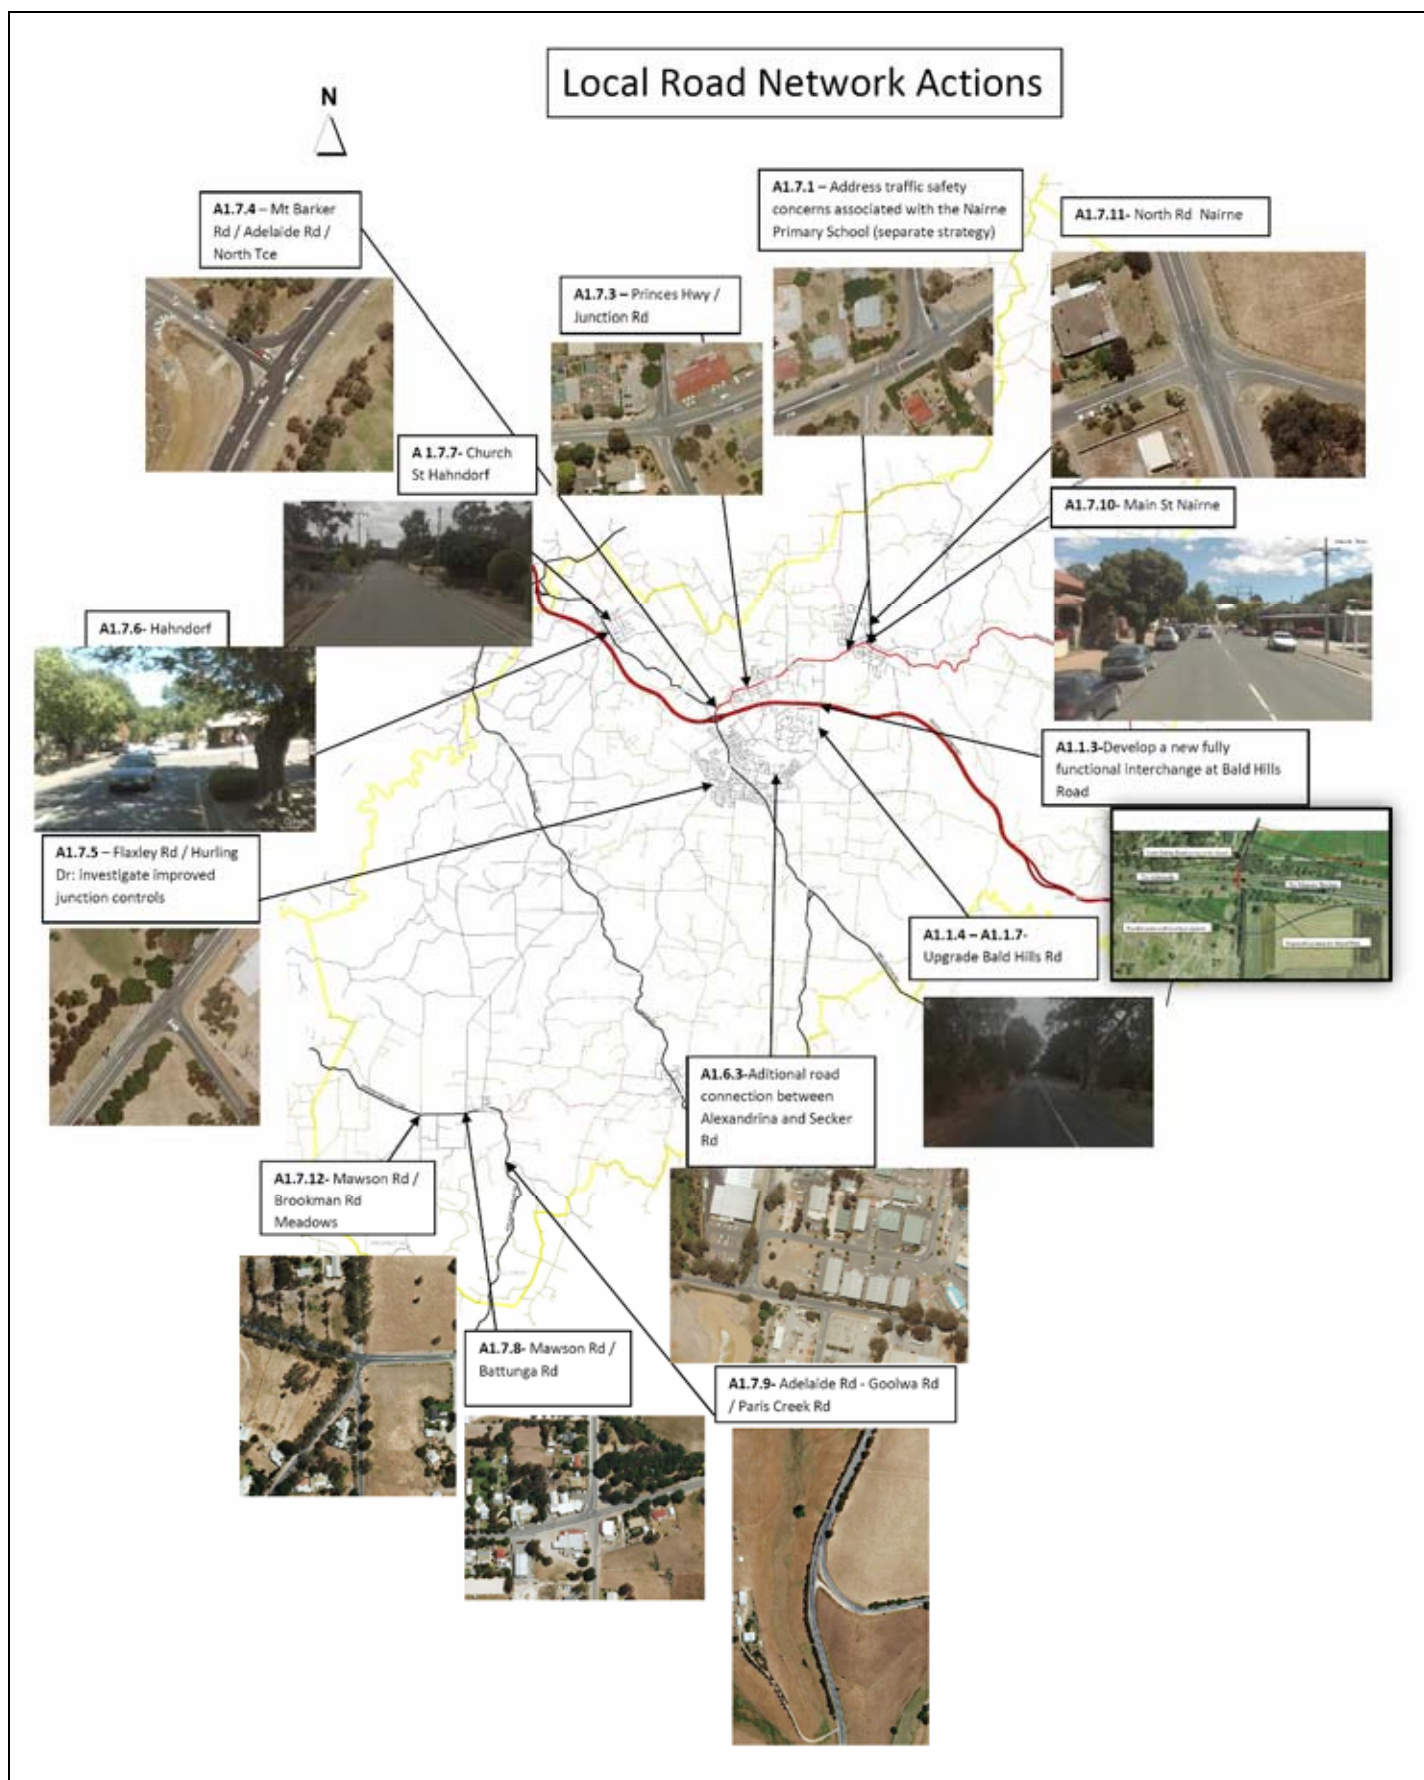 Local Road Network Actions
N
A1.7.4 – Mt Barker
Rd / Adelaide Rd /
North Tce
A1.7.1 – Address traffic safety
concerns associated with the Nairne
Primary School (separate strategy)
A1.7.11- North Rd Nairne
A1.7.3 – Princes Hwy /
Junction Rd
A 1.7.7- Church
St Hahndorf
A1.7.10- Main St Nairne
A1.7.6- Hahndorf
A1.1.3-Develop a new fully
functional interchange at Bald Hills
Road
A1.7.5 – Flaxley Rd / Hurling
Dr: investigate improved
junction controls
A1.1.4 – A1.1.7-
Upgrade Bald Hills Rd
A1.6.3-Aditional road
connection between
Alexandrina and Secker
Rd
A1.7.12- Mawson Rd /
Brookman Rd
Meadows
A1.7.8- Mawson Rd /
Battunga Rd
A1.7.9- Adelaide Rd - Goolwa Rd
/ Paris Creek Rd